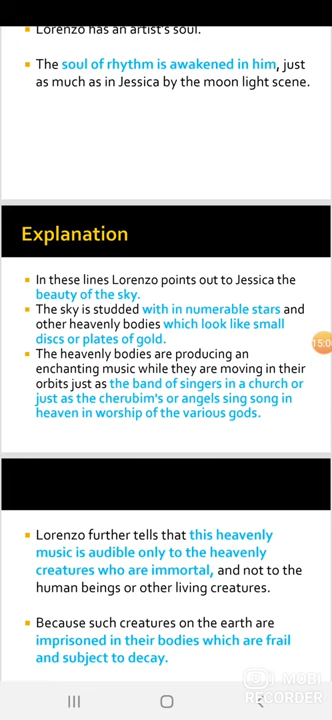 Lorenzo has an artist's soul.
The soul of rhythm is awakened in him, just
as much as in Jessica by the moon light scene.
Explanation
In these lines Lorenzo points out to Jessica the
beauty of the sky.
The sky is studded with in numerable stars and
other heavenly bodies which look like small
discs or plates of gold.
15:0
The heavenly bodies are producing an
enchanting music while they are moving in their
orbits just as the band of singers in a church or
just as the cherubim's or angels sing song in
heaven in worship of the various gods.
Lorenzo further tells that this heavenly
music is audible only to the heavenly
creatures who are immortal, and not to the
human beings or other living creatures.
Because such creatures on the earth are
imprisoned in their bodies which are frail
and subject to decay.
MOBI
RECORDER